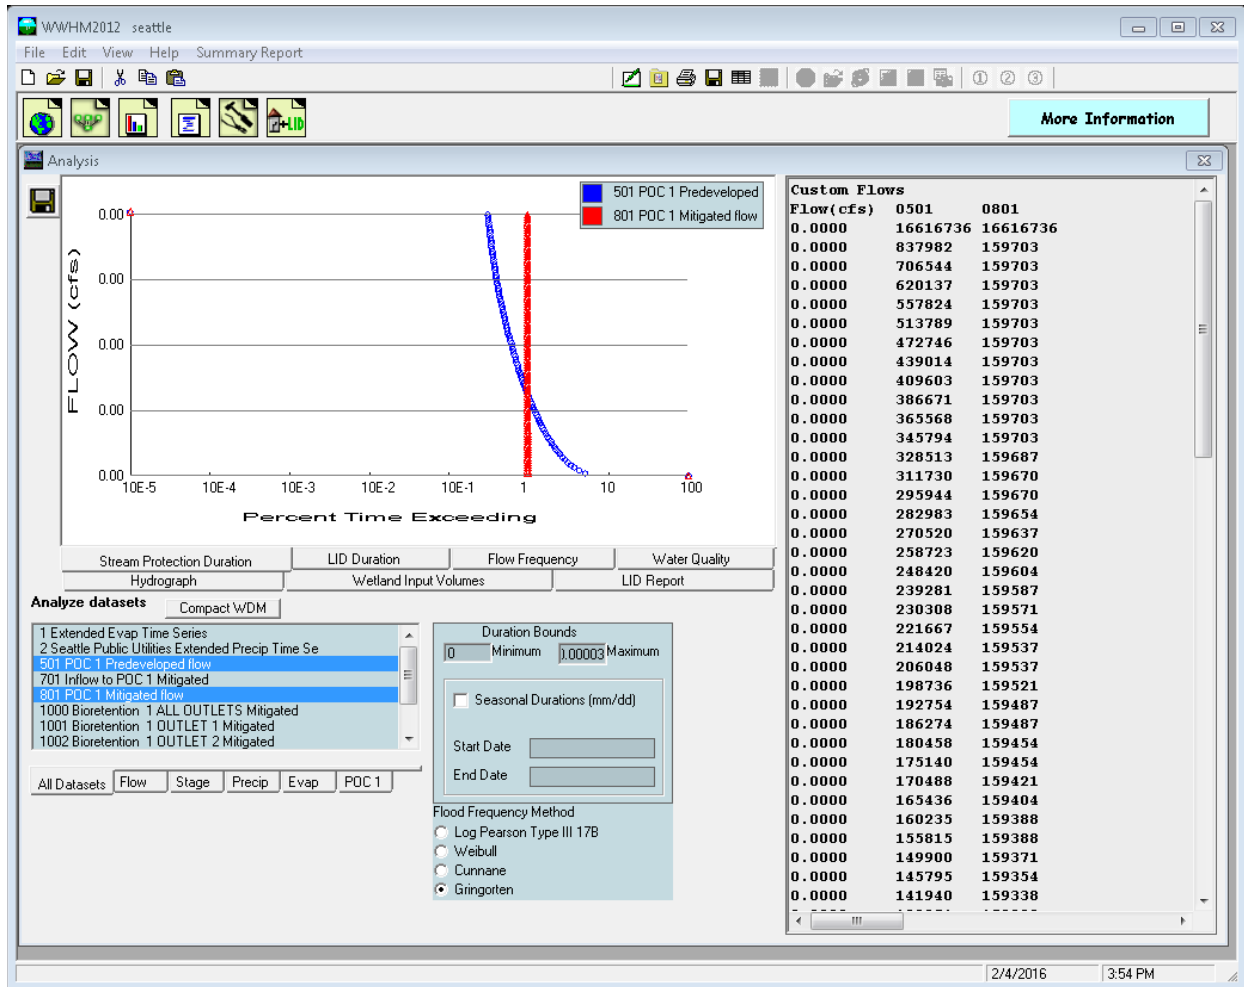 WWHM2012 seattle
File Edit View Help Summary Report
① ② ③
+LID
More Information
Analysis
501 POC 1 Predeveloped
801 POC 1 Mitigated flow
FLOW (cfs)
0.00
0.00
0.00
0.00
0.00
10E-5 10E-4 10E-3 10E-2 10E-1 1 10 100
Percent Time Exceeding
Stream Protection Duration LID Duration Flow Frequency Water Quality
Hydrograph Wetland Input Volumes LID Report
Analyze datasets Compact WDM
1 Extended Evap Time Series
2 Seattle Public Utilities Extended Precip Time Se
501 POC 1 Predeveloped flow
701 Inflow to POC 1 Mitigated
801 POC 1 Mitigated flow
1000 Bioretention 1 ALL OUTLETS Mitigated
1001 Bioretention 1 OUTLET 1 Mitigated
1002 Bioretention 1 OUTLET 2 Mitigated
All Datasets Flow Stage Precip Evap POC 1
Duration Bounds
0 Minimum 0.00003 Maximum
Seasonal Durations (mm/dd)
Start Date
End Date
Flood Frequency Method
Log Pearson Type III 17B
Weibull
Cunnane
Gringorten
Custom Flows
Flow(cfs) 0501 0801
0.0000 16616736 16616736
0.0000 837982 159703
0.0000 706544 159703
0.0000 620137 159703
0.0000 557824 159703
0.0000 513789 159703
0.0000 472746 159703
0.0000 439014 159703
0.0000 409603 159703
0.0000 386671 159703
0.0000 365568 159703
0.0000 345794 159703
0.0000 328513 159687
0.0000 311730 159670
0.0000 295944 159670
0.0000 282983 159654
0.0000 270520 159637
0.0000 258723 159620
0.0000 248420 159604
0.0000 239281 159587
0.0000 230308 159571
0.0000 221667 159554
0.0000 214024 159537
0.0000 206048 159537
0.0000 198736 159521
0.0000 192754 159487
0.0000 186274 159487
0.0000 180458 159454
0.0000 175140 159454
0.0000 170488 159421
0.0000 165436 159404
0.0000 160235 159388
0.0000 155815 159388
0.0000 149900 159371
0.0000 145795 159354
0.0000 141940 159338
2/4/2016 3:54 PM